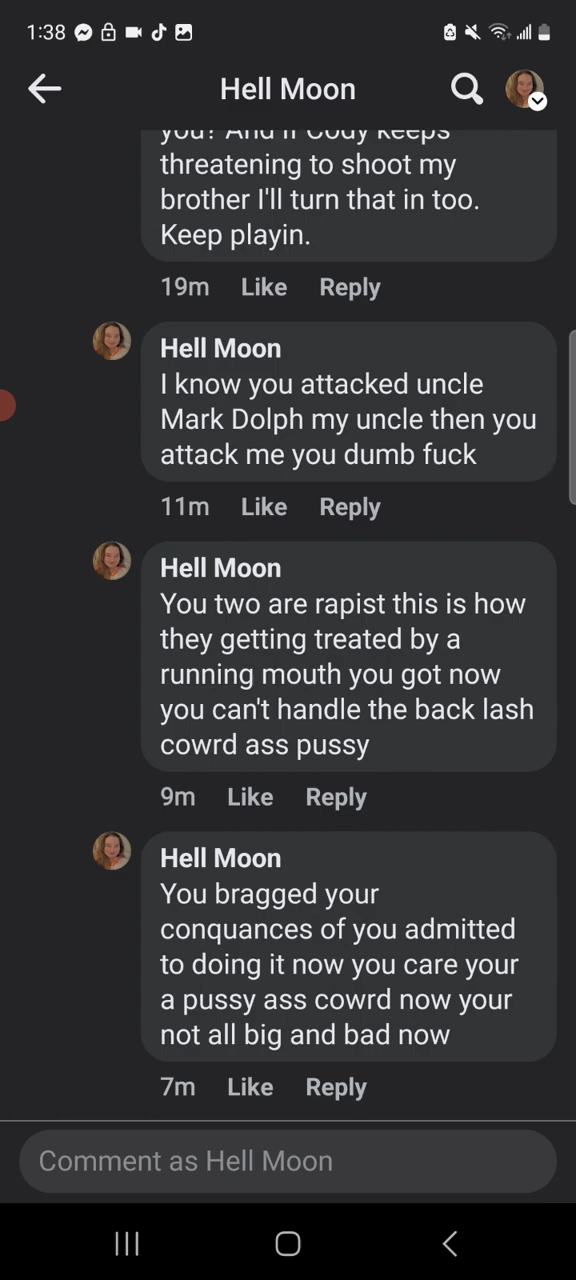 1:38
Hell Moon
you? And if Cody keeps
threatening to shoot my
brother I'll turn that in too.
Keep playin.
19m Like Reply
Hell Moon
I know you attacked uncle
Mark Dolph my uncle then you
attack me you dumb fuck
11m Like Reply
Hell Moon
You two are rapist this is how
they getting treated by a
running mouth you got now
you can't handle the back lash
cowrd ass pussy
9m Like Reply
Hell Moon
You bragged your
conquances of you admitted
to doing it now you care your
a pussy ass cowrd now your
not all big and bad now
7m Like Reply
Comment as Hell Moon